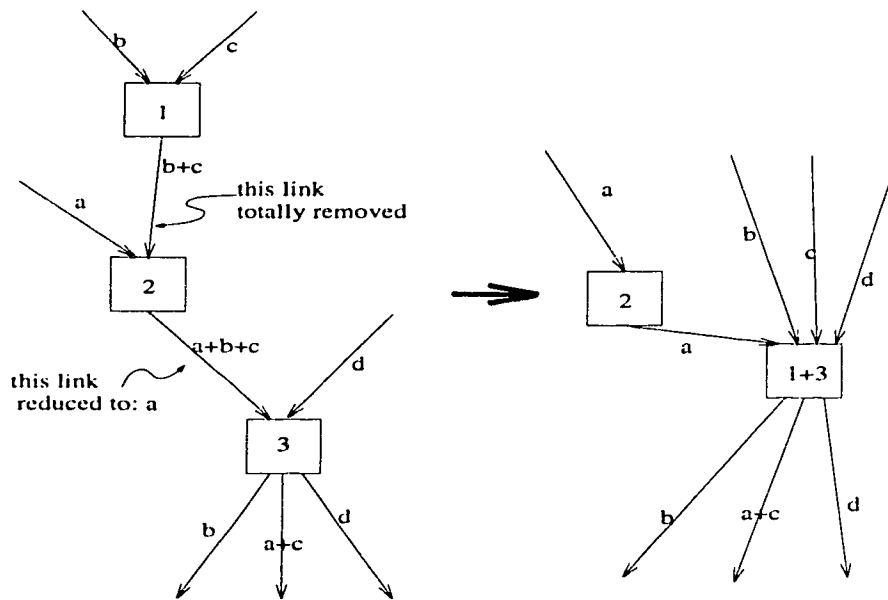 b
c
1
b+c
this link
totally removed
a
2
a+b+c
d
this link
reduced to: a
3
b
a+c
d
a
b
c
d
2
a
1+3
b
a+c
d